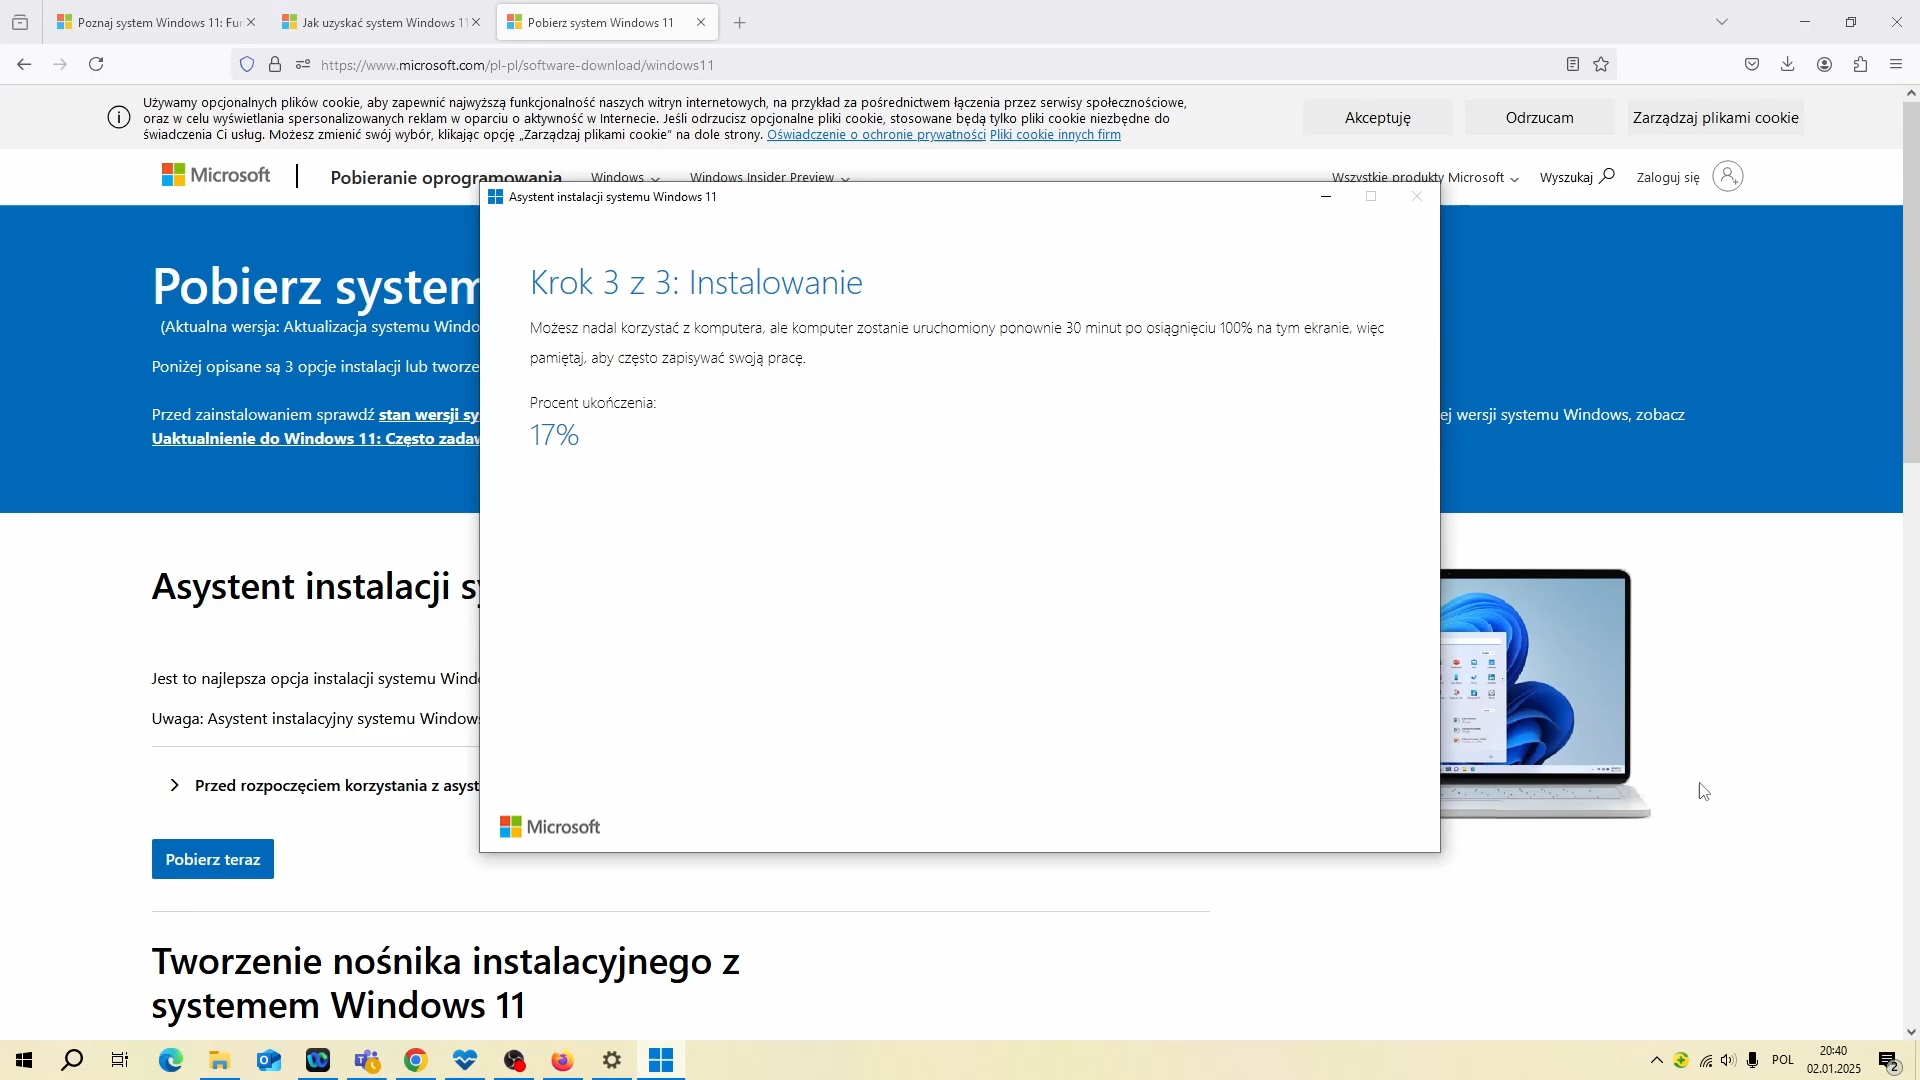 Poznaj system Windows 11: Fu
Jak uzyskać system Windows 11
Pobierz system Windows 11
https://www.microsoft.com/pl-pl/software-download/windows11
Używamy opcjonalnych plików cookie, aby zapewnić najwyższą funkcjonalność naszych witryn internetowych, na przykład za pośrednictwem łączenia przez serwisy społecznościowe,
oraz w celu wyświetlania spersonalizowanych reklam w oparciu o aktywność w Internecie. Jeśli odrzucisz opcjonalne pliki cookie, stosowane będą tylko pliki cookie niezbędne do
świadczenia Ci usług. Możesz zmienić swój wybór, klikając opcję „Zarządzaj plikami cookie” na dole strony. Oświadczenie o ochronie prywatności Pliki cookie innych firm
Akceptuję
Odrzucam
Zarządzaj plikami cookie
Microsoft
Pobieranie oprogramowania
Windows
Windows Insider Preview
Wszystkie produkty Microsoft
Wyszukaj
Zaloguj się
Asystent instalacji systemu Windows 11
Krok 3 z 3: Instalowanie
Możesz nadal korzystać z komputera, ale komputer zostanie uruchomiony ponownie 30 minut po osiągnięciu 100% na tym ekranie, więc
pamiętaj, aby często zapisywać swoją pracę.
Procent ukończenia:
17%
Microsoft
Pobierz system
(Aktualna wersja: Aktualizacja systemu Windo
Poniżej opisane są 3 opcje instalacji lub tworze
Przed zainstalowaniem sprawdź stan wersji sy
ej wersji systemu Windows, zobacz
Uaktualnienie do Windows 11: Często zadaw
Asystent instalacji sy
Jest to najlepsza opcja instalacji systemu Wind
Uwaga: Asystent instalacyjny systemu Window
Przed rozpoczęciem korzystania z asyst
Pobierz teraz
Tworzenie nośnika instalacyjnego z
systemem Windows 11
POL
20:40
02.01.2025
2